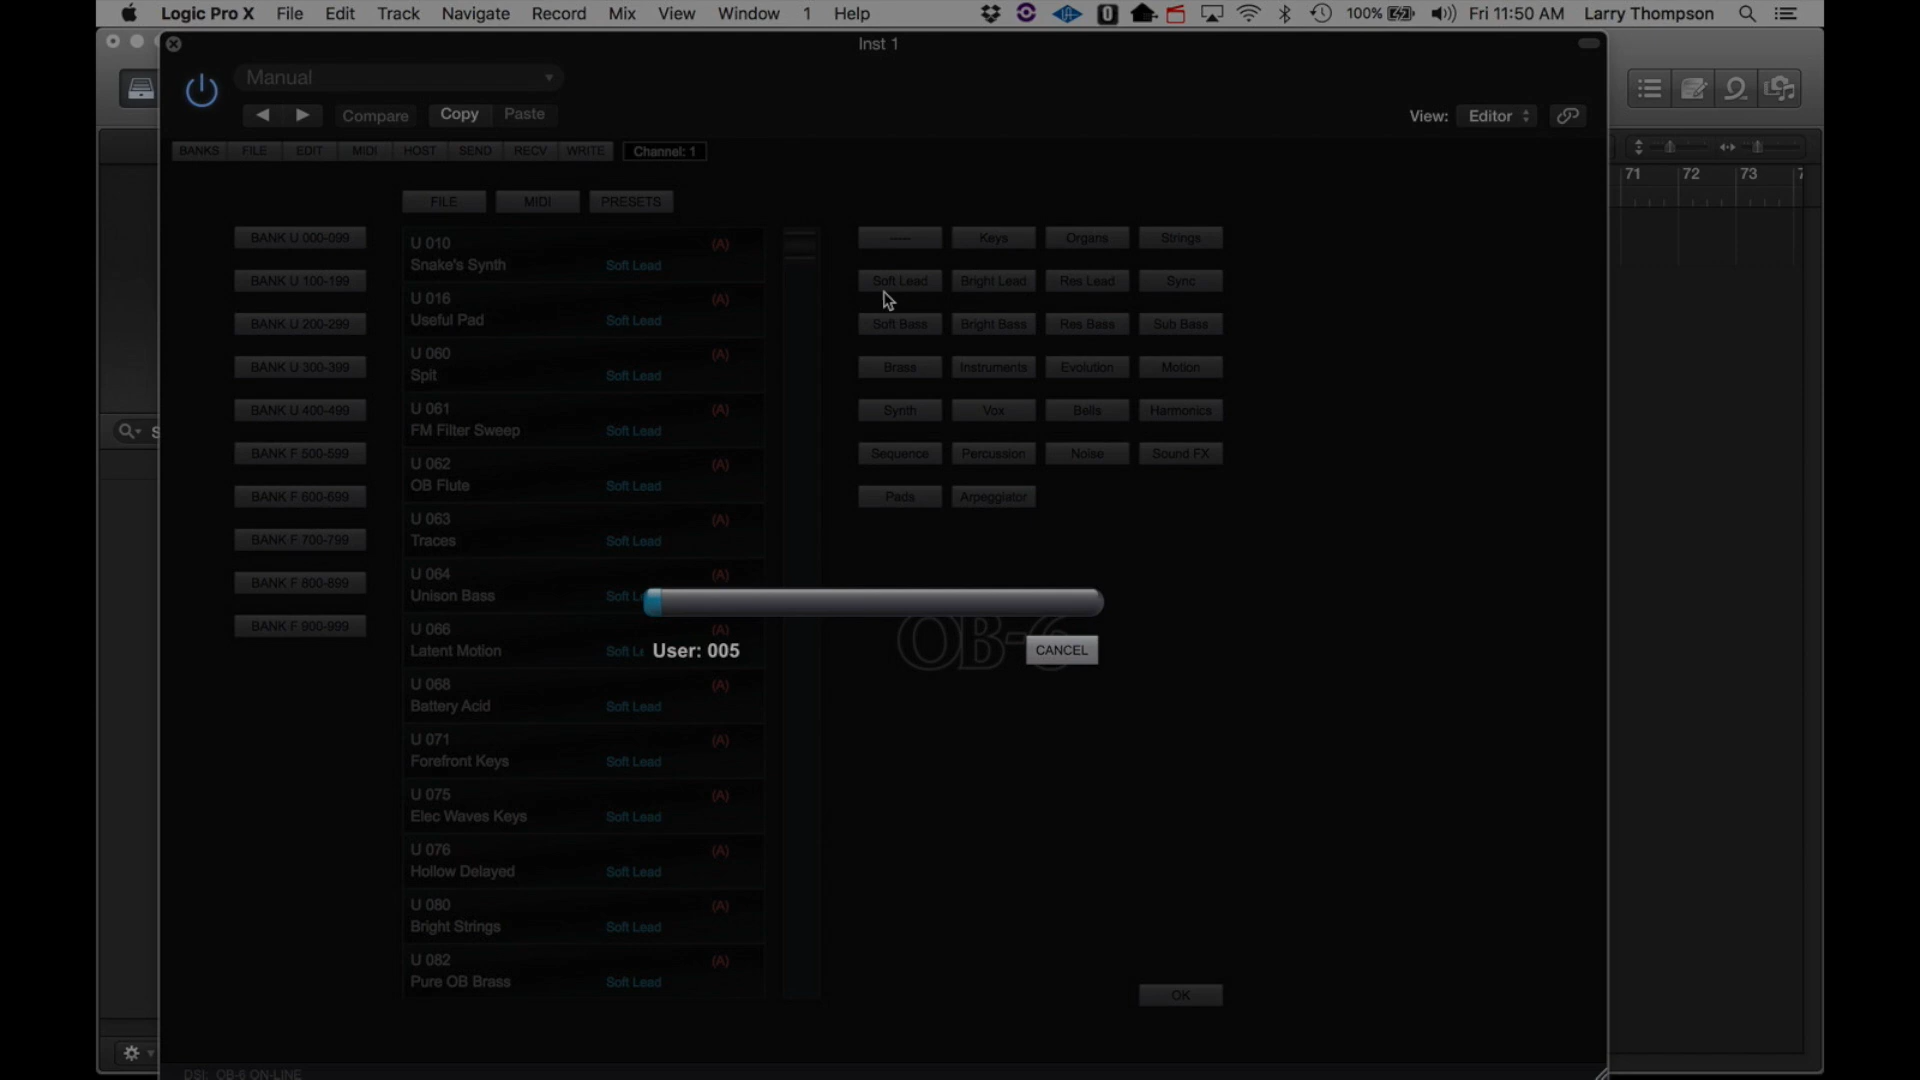 Logic Pro X File Edit Track Navigate Record Mix View Window 1 Help 100% Fri 11:50 AM Larry Thompson
Inst 1
Manual
Compare Copy Paste
View: Editor
BANKS FILE EDIT MIDI HOST SEND RECV WRITE Channel: 1
71 72 73
FILE MIDI PRESETS
BANK U 000-099
BANK U 100-199
BANK U 200-299
BANK U 300-399
BANK U 400-499
BANK F 500-599
BANK F 600-699
BANK F 700-799
BANK F 800-899
BANK F 900-999
U 010 (A)
Snake's Synth Soft Lead
U 016 (A)
Useful Pad Soft Lead
U 060 (A)
Spit Soft Lead
U 061 (A)
FM Filter Sweep Soft Lead
U 062 (A)
OB Flute Soft Lead
U 063 (A)
Traces Soft Lead
U 064 (A)
Unison Bass Soft Le
U 066 (A)
Latent Motion Soft Le
U 068 (A)
Battery Acid Soft Lead
U 071 (A)
Forefront Keys Soft Lead
U 075 (A)
Elec Waves Keys Soft Lead
U 076 (A)
Hollow Delayed Soft Lead
U 080 (A)
Bright Strings Soft Lead
U 082 (A)
Pure OB Brass Soft Lead
----- Keys Organs Strings
Soft Lead Bright Lead Res Lead Sync
Soft Bass Bright Bass Res Bass Sub Bass
Brass Instruments Evolution Motion
Synth Vox Bells Harmonics
Sequence Percussion Noise Sound FX
Pads Arpeggiator
OB-6
User: 005 CANCEL
OK
DSI: OB-6 ON-LINE